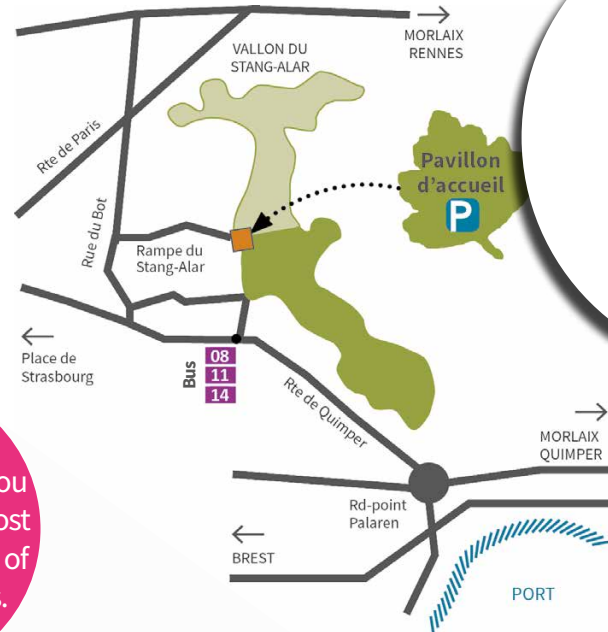 MORLAIX
RENNES
VALLON DU
STANG-ALAR
Rte de Paris
Pavillon
d'accueil
P
Rue du Bot
Rampe du
Stang-Alar
Place de
Strasbourg
Bus
08
11
14
Rte de Quimper
MORLAIX
QUIMPER
Rd-point
Palaren
BREST
PORT
of